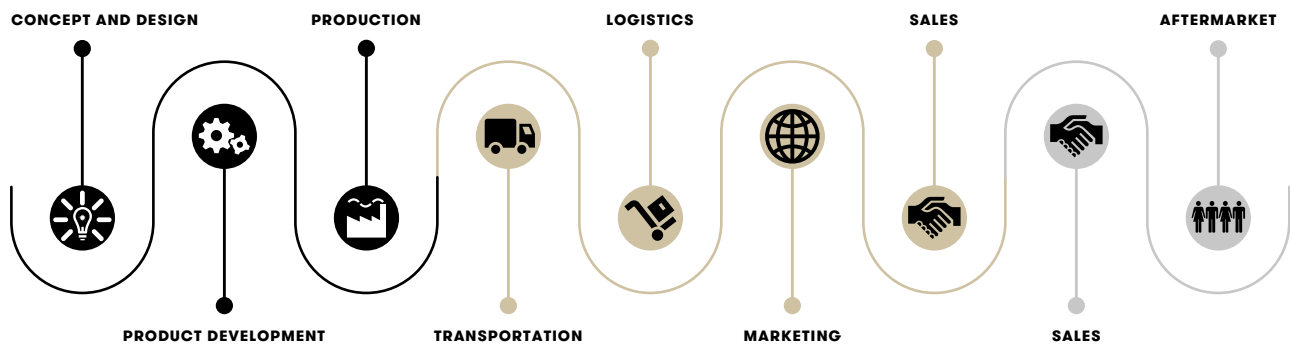 CONCEPT AND DESIGN
PRODUCTION
LOGISTICS
SALES
AFTERMARKET
PRODUCT DEVELOPMENT
TRANSPORTATION
MARKETING
SALES